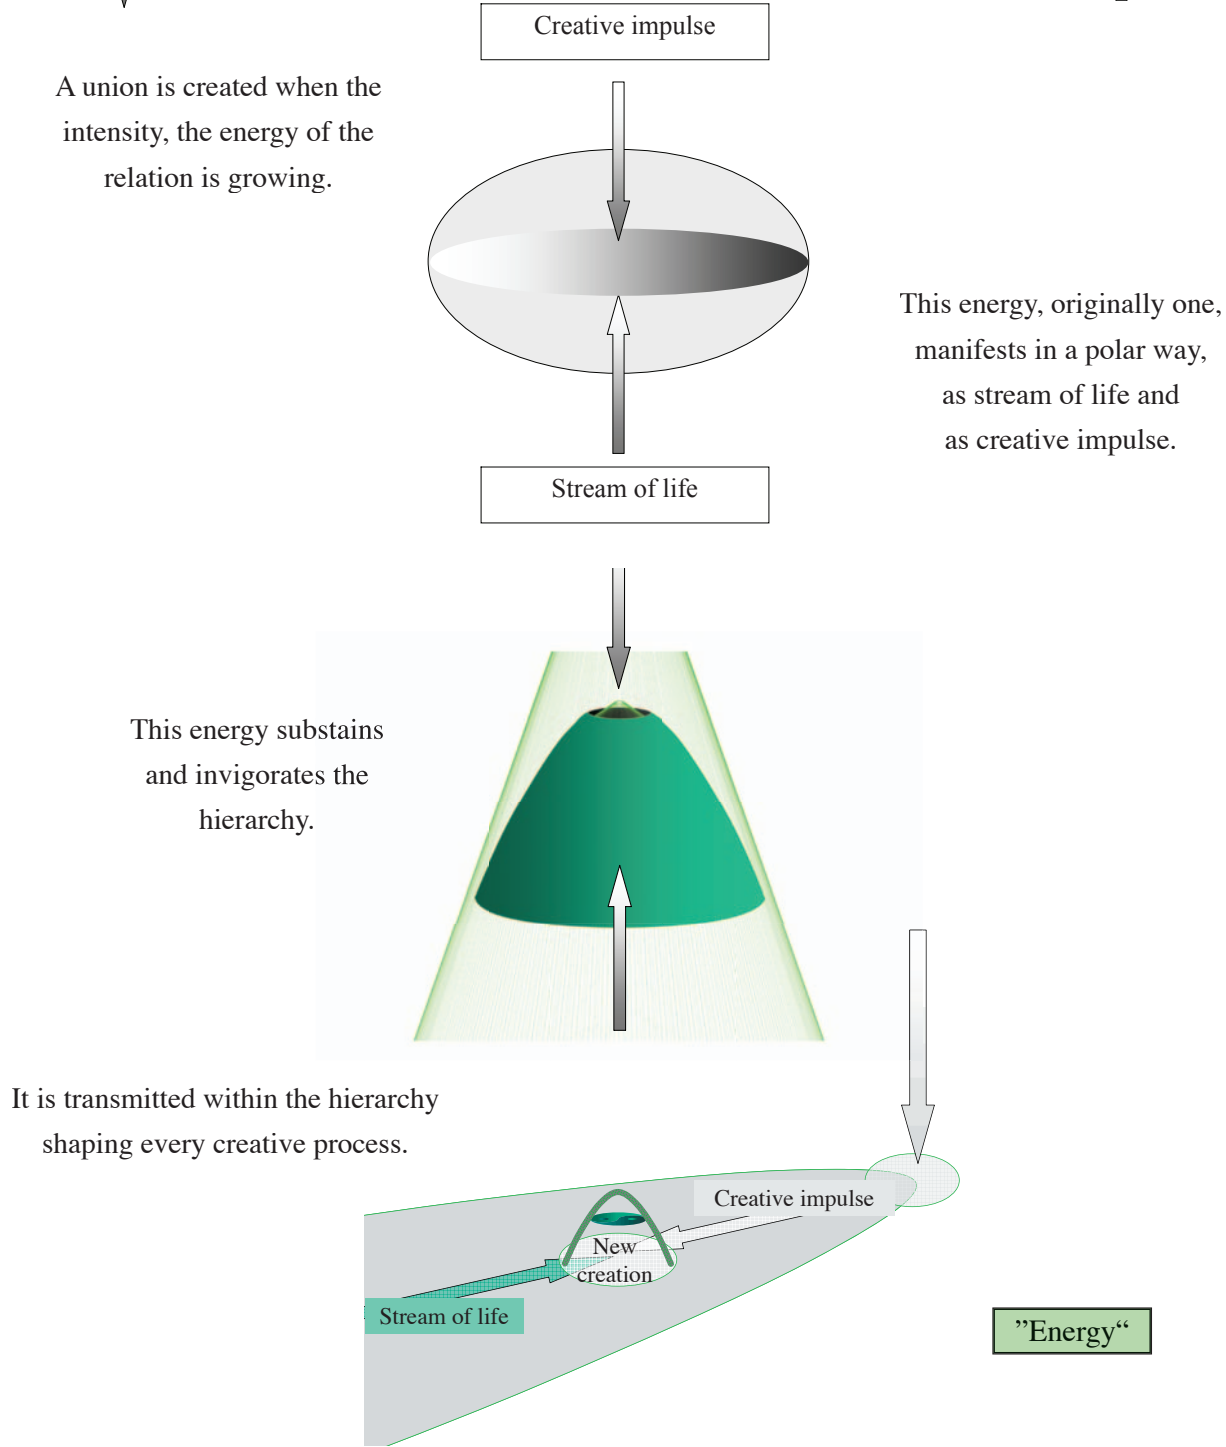 Creative impulse
A union is created when the
intensity, the energy of the
relation is growing.
This energy, originally one,
manifests in a polar way,
as stream of life and
as creative impulse.
Stream of life
This energy substains
and invigorates the
hierarchy.
It is transmitted within the hierarchy
shaping every creative process.
Creative impulse
New
creation
Stream of life
”Energy“